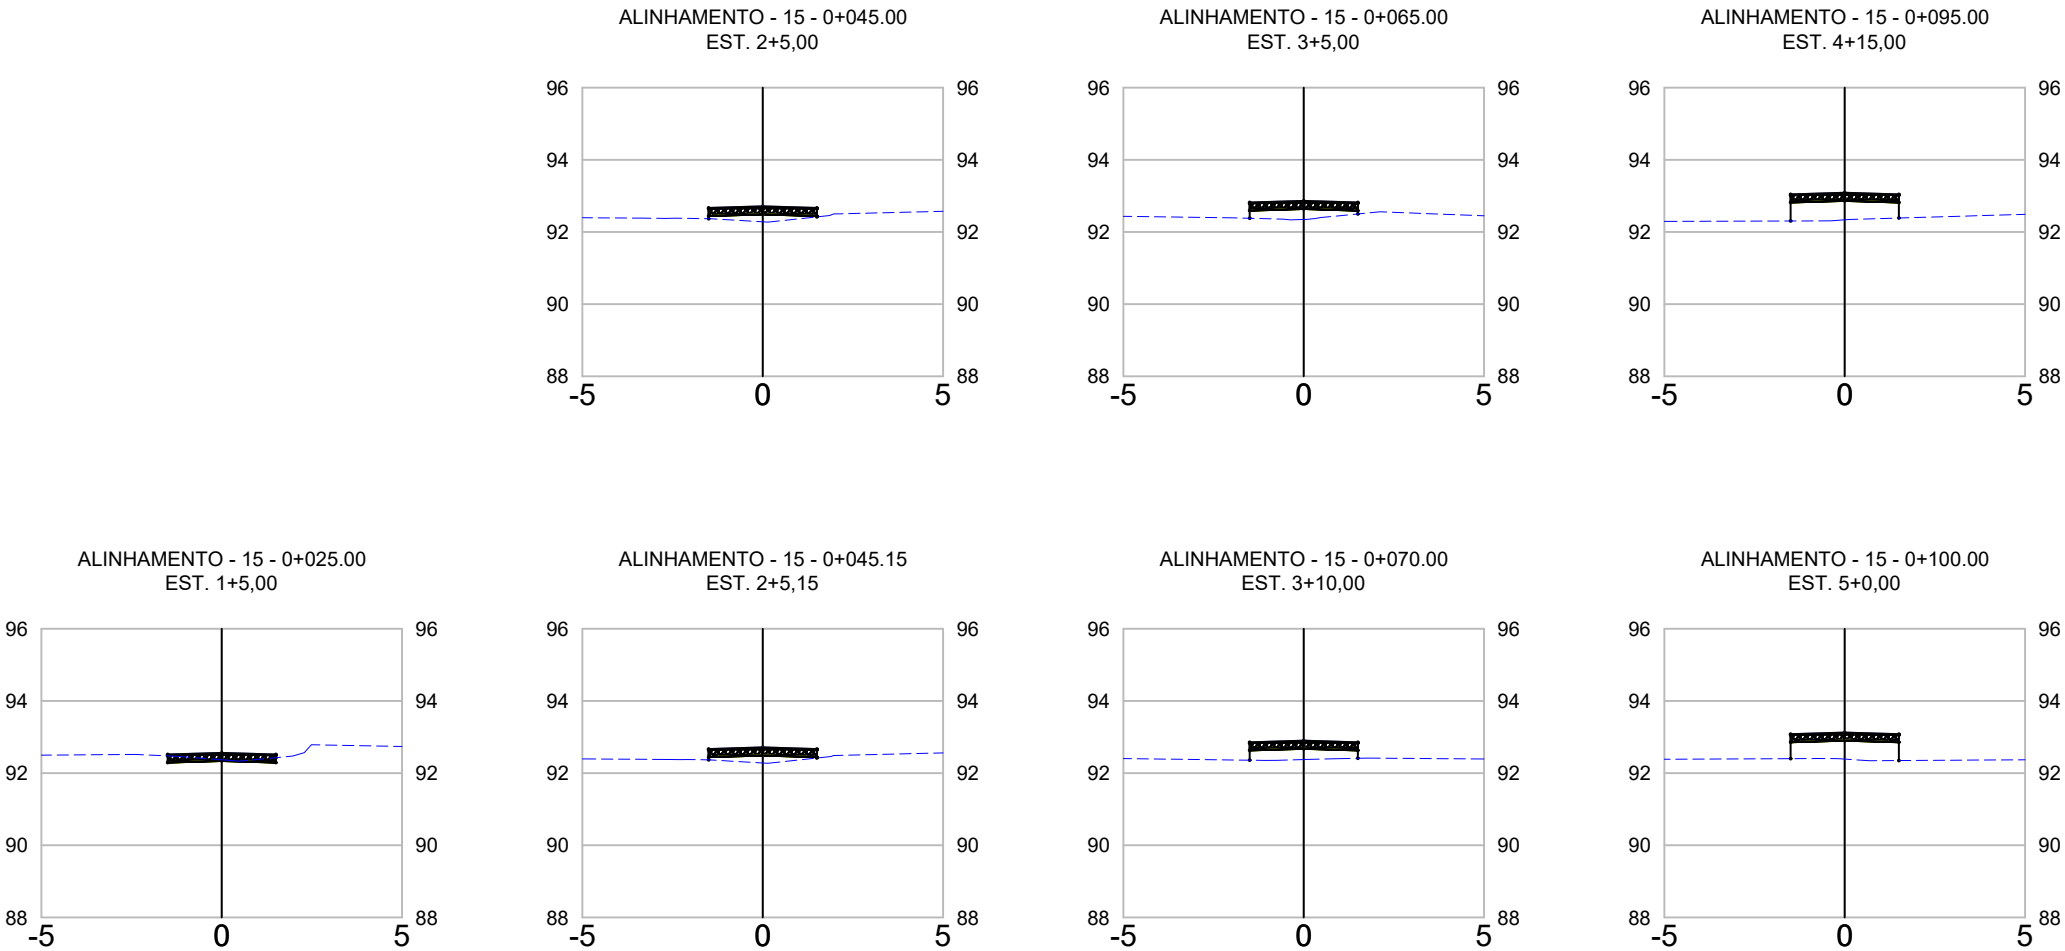 ALINHAMENTO - 15 - 0+045.00
EST. 2+5,00
96 96
94 94
92 92
90 90
88 88
-5 0 5
ALINHAMENTO - 15 - 0+065.00
EST. 3+5,00
96 96
94 94
92 92
90 90
88 88
-5 0 5
ALINHAMENTO - 15 - 0+095.00
EST. 4+15,00
96 96
94 94
92 92
90 90
88 88
-5 0 5
ALINHAMENTO - 15 - 0+025.00
EST. 1+5,00
96 96
94 94
92 92
90 90
88 88
-5 0 5
ALINHAMENTO - 15 - 0+045.15
EST. 2+5,15
96 96
94 94
92 92
90 90
88 88
-5 0 5
ALINHAMENTO - 15 - 0+070.00
EST. 3+10,00
96 96
94 94
92 92
90 90
88 88
-5 0 5
ALINHAMENTO - 15 - 0+100.00
EST. 5+0,00
96 96
94 94
92 92
90 90
88 88
-5 0 5